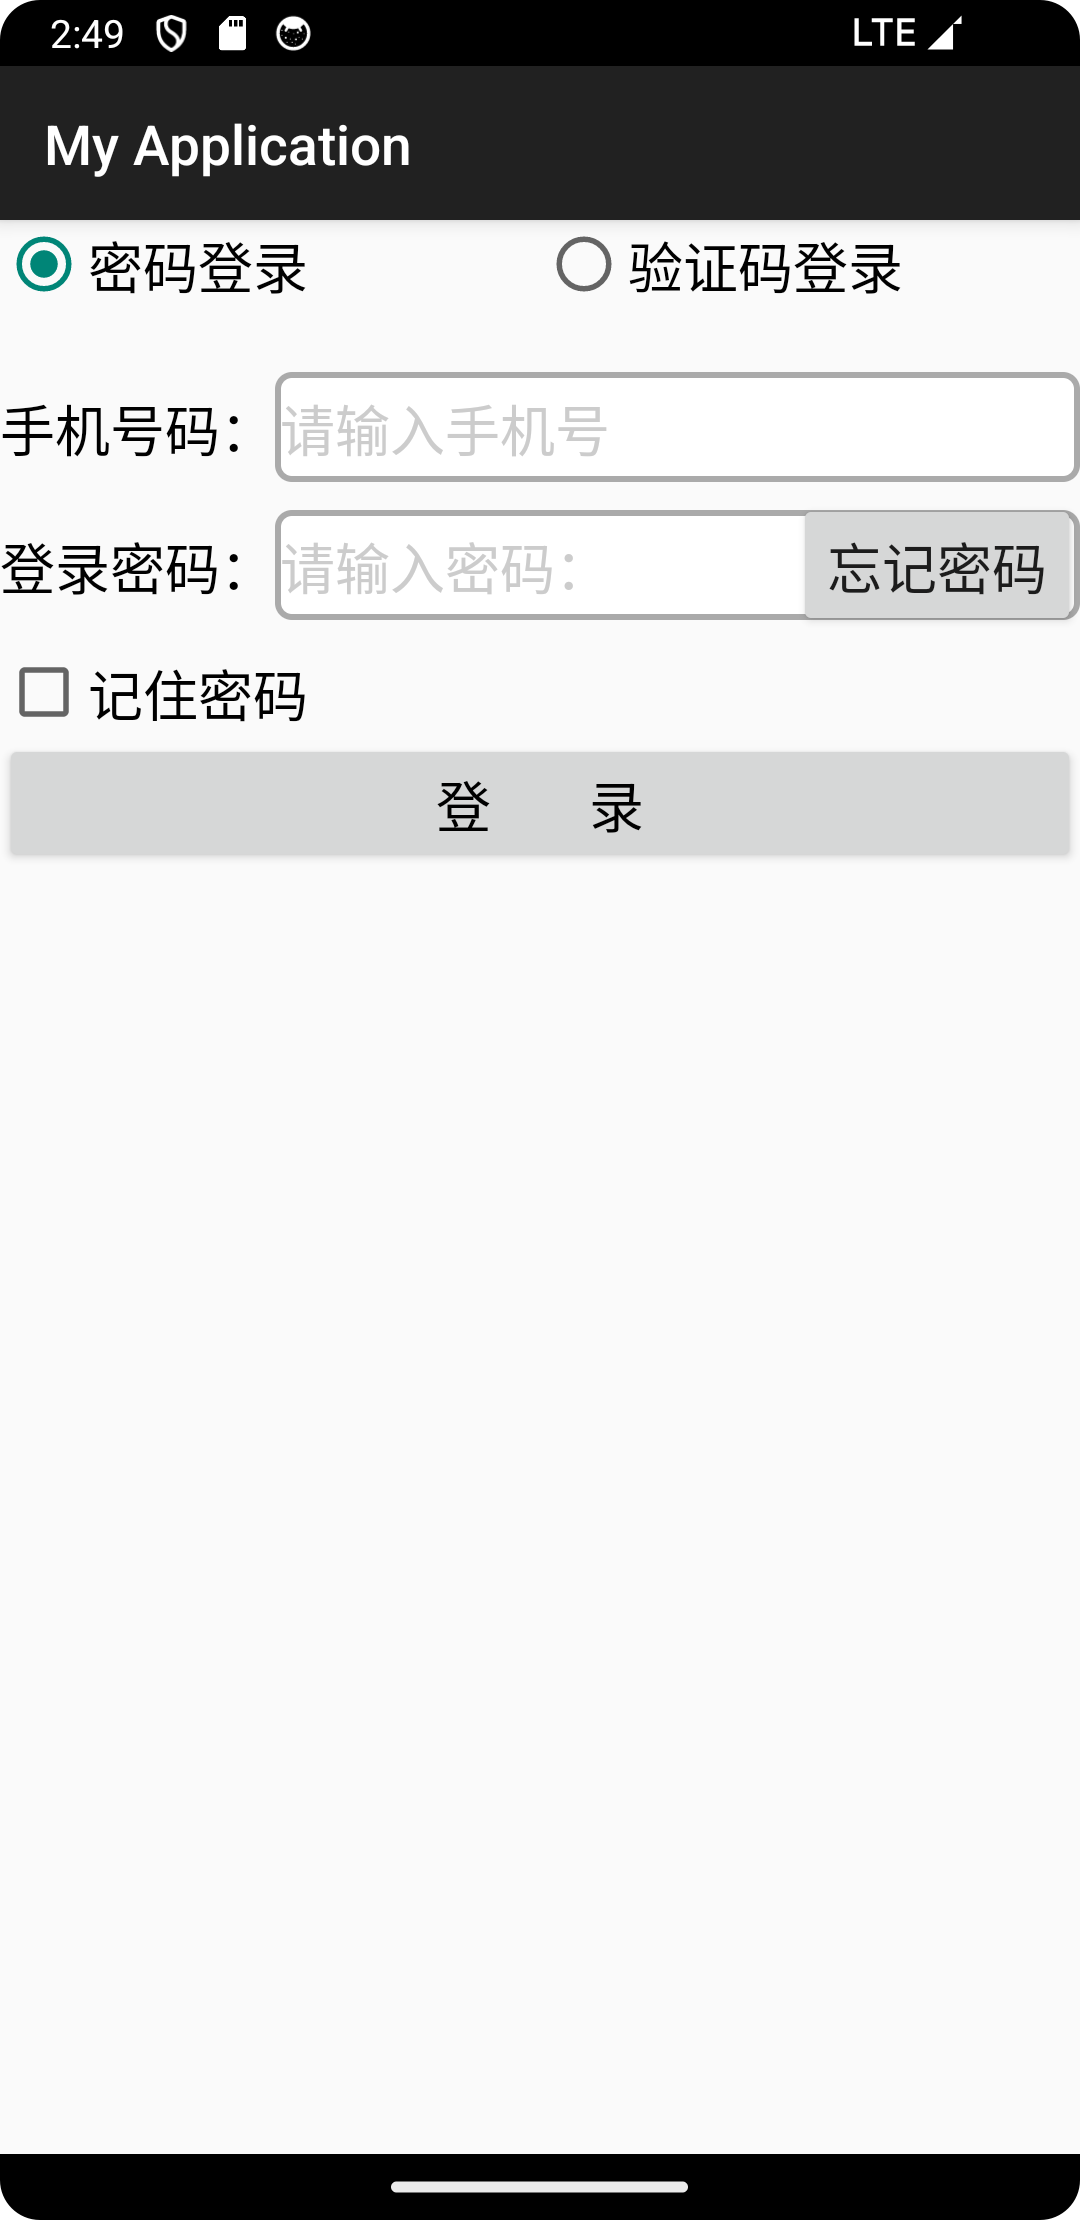 2:49 LTE
My Application
密码登录 验证码登录
手机号码： 请输入手机号
登录密码： 请输入密码： 忘记密码
记住密码
登 录